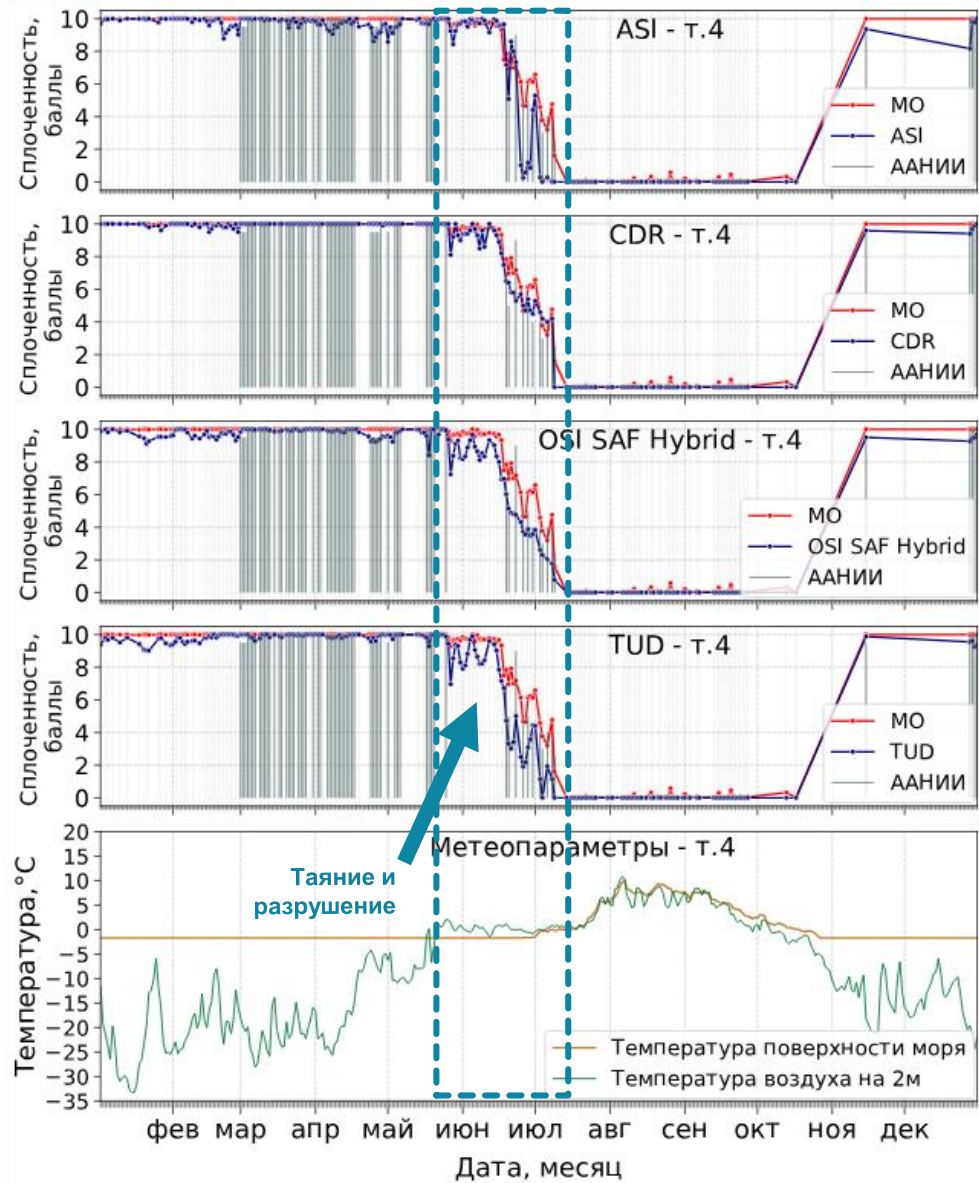 ASI - т.4
Сплоченность,
баллы
10
8
6
4
2
0
МО
ASI
ААНИИ
CDR - т.4
Сплоченность,
баллы
10
8
6
4
2
0
МО
CDR
ААНИИ
OSI SAF Hybrid - т.4
Сплоченность,
баллы
10
8
6
4
2
0
МО
OSI SAF Hybrid
ААНИИ
TUD - т.4
Сплоченность,
баллы
10
8
6
4
2
0
МО
TUD
ААНИИ
Метеопараметры - т.4
Таяние и
разрушение
Температура,°C
20
15
10
5
0
−5
−10
−15
−20
−25
−30
−35
Температура поверхности моря
Температура воздуха на 2м
фев мар апр май июн июл авг сен окт ноя дек
Дата, месяц